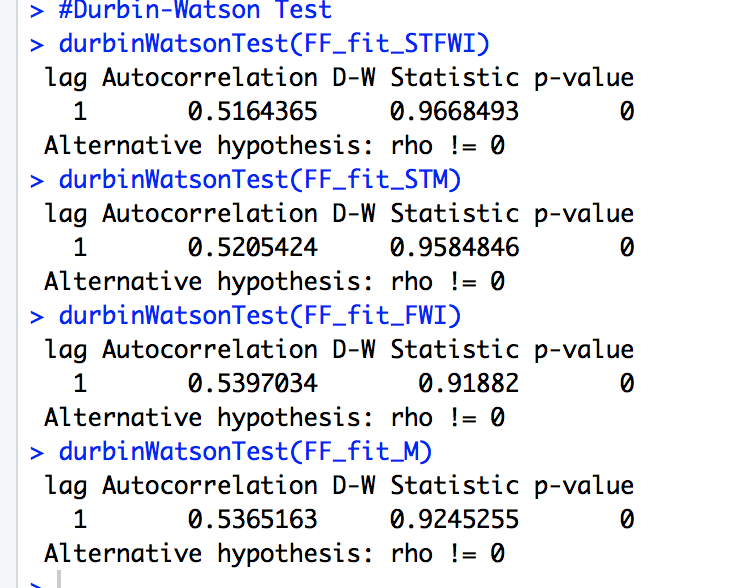 > #Durbin-Watson Test
> durbinWatsonTest(FF_fit_STFWI)
lag Autocorrelation D-W Statistic p-value
1 0.5164365 0.9668493 0
Alternative hypothesis: rho != 0
> durbinWatsonTest(FF_fit_STM)
lag Autocorrelation D-W Statistic p-value
1 0.5205424 0.9584846 0
Alternative hypothesis: rho != 0
> durbinWatsonTest(FF_fit_FWI)
lag Autocorrelation D-W Statistic p-value
1 0.5397034 0.91882 0
Alternative hypothesis: rho != 0
> durbinWatsonTest(FF_fit_M)
lag Autocorrelation D-W Statistic p-value
1 0.5365163 0.9245255 0
Alternative hypothesis: rho != 0
>